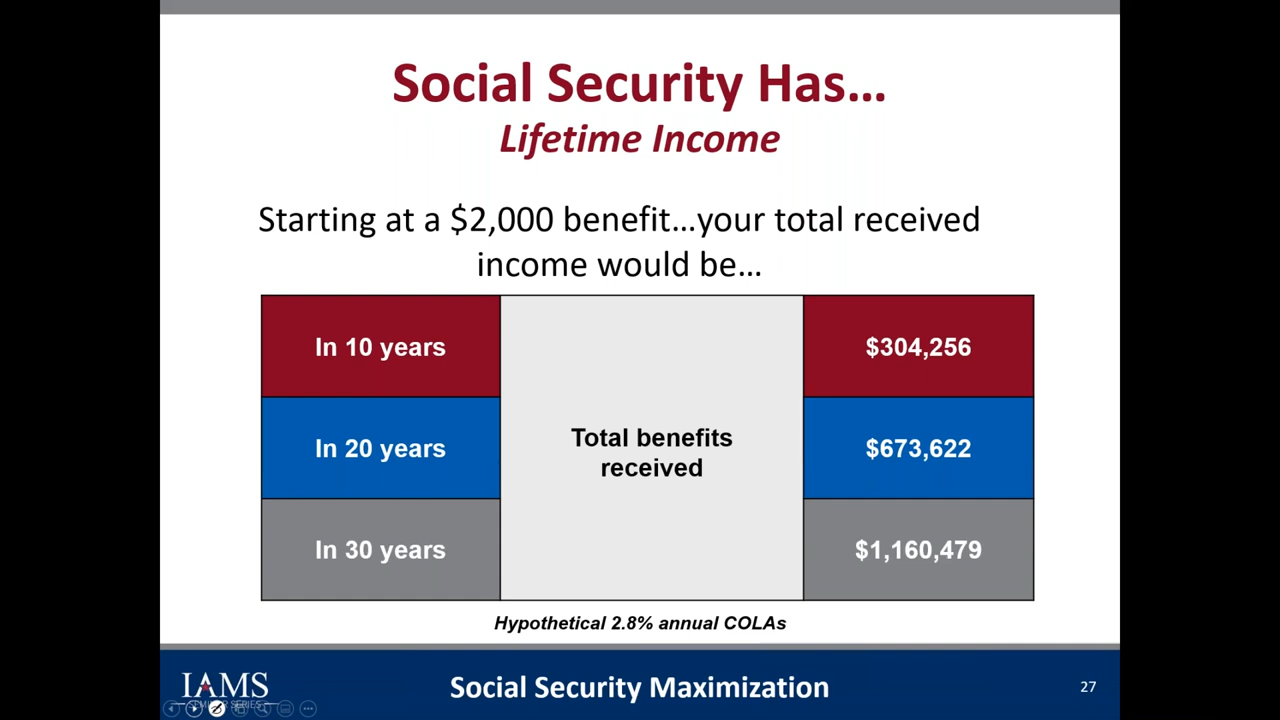 Social Security Has...
Lifetime Income
Starting at a $2,000 benefit...your total received
income would be...
In 10 years
$304,256
In 20 years
Total benefits
received
$673,622
In 30 years
$1,160,479
Hypothetical 2.8% annual COLAs
IAMS
SEMINAR SERIES
Social Security Maximization
27